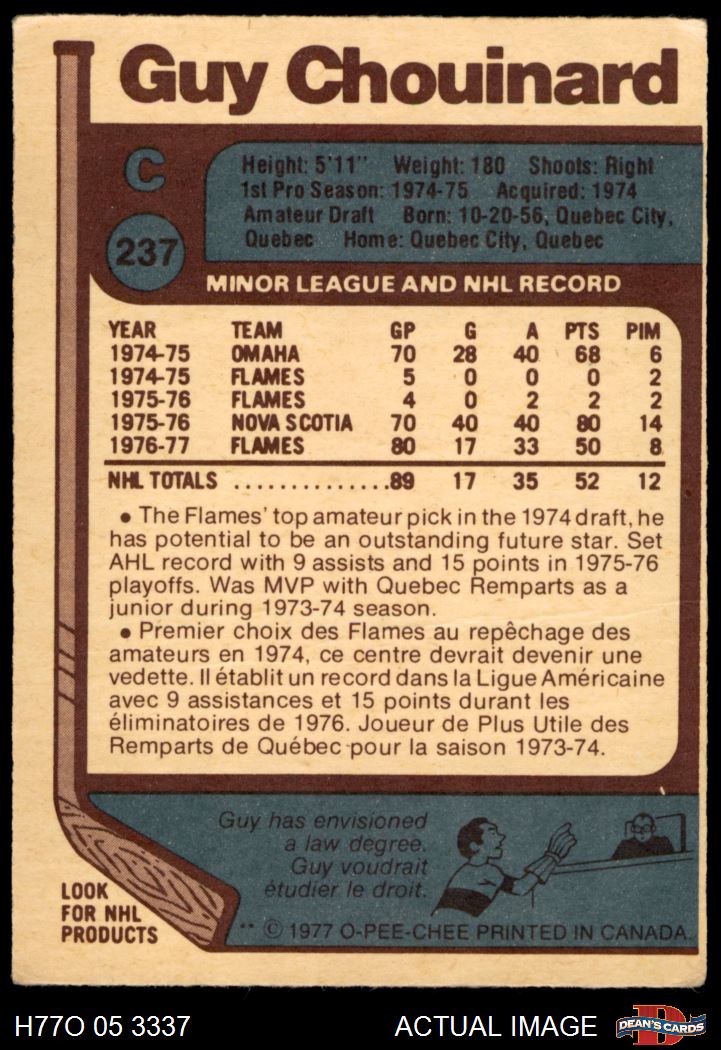 Guy Chouinard
C
237
Height: 5'11" Weight: 180 Shoots: Right
1st Pro Season: 1974-75 Acquired: 1974
Amateur Draft Born: 10-20-56, Quebec City,
Quebec Home: Quebec City, Quebec
MINOR LEAGUE AND NHL RECORD
YEAR TEAM GP G A PTS PIM
1974-75 OMAHA 70 28 40 68 6
1974-75 FLAMES 5 0 0 0 2
1975-76 FLAMES 4 0 2 2 2
1975-76 NOVA SCOTIA 70 40 40 80 14
1976-77 FLAMES 80 17 33 50 8
NHL TOTALS ..............89 17 35 52 12
• The Flames' top amateur pick in the 1974 draft, he
has potential to be an outstanding future star. Set
AHL record with 9 assists and 15 points in 1975-76
playoffs. Was MVP with Quebec Remparts as a
junior during 1973-74 season.
• Premier choix des Flames au repêchage des
amateurs en 1974, ce centre devrait devenir une
vedette. Il établit un record dans la Ligue Américaine
avec 9 assistances et 15 points durant les
éliminatoires de 1976. Joueur de Plus Utile des
Remparts de Québec pour la saison 1973-74.
Guy has envisioned
a law degree.
Guy voudrait
étudier le droit.
LOOK
FOR NHL
PRODUCTS
** © 1977 O-PEE-CHEE PRINTED IN CANADA.
H77O 05 3337
ACTUAL IMAGE
D
DEAN'S CARDS